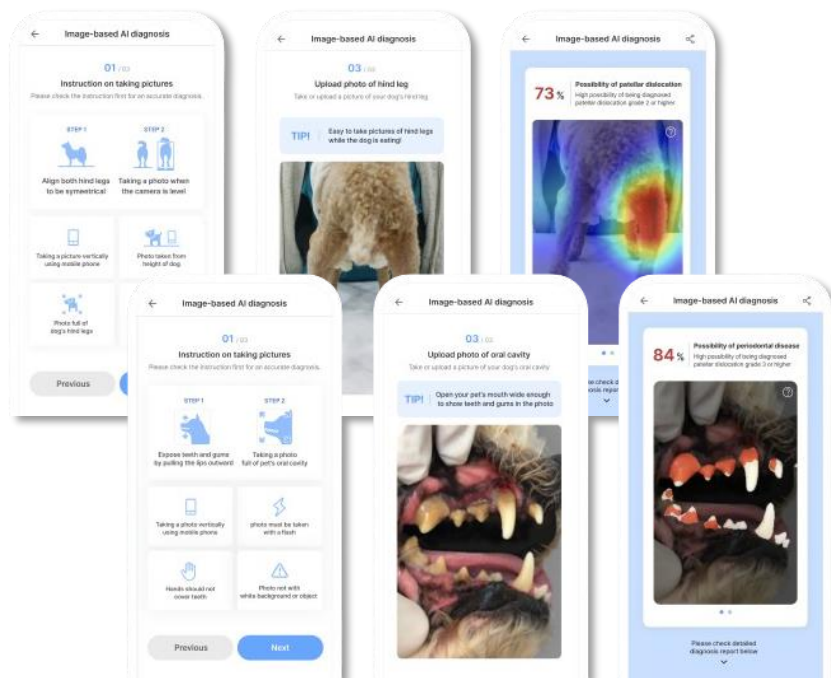 Image-based AI diagnosis
01 / 03
Instruction on taking pictures
Please check the instruction first for an accurate diagnosis.
STEP 1
Align both hind legs
to be symeetrical
STEP 2
Taking a photo when
the camera is level
Taking a picture vertically
using mobile phone
Photo taken from
height of dog
Photo full of
dog's hind legs
Previous
Image-based AI diagnosis
03 / 03
Upload photo of hind leg
Take or upload a picture of your dog's hind leg
TIP!
Easy to take pictures of hind legs
while the dog is eating!
Image-based AI diagnosis
73 %
Possibility of patellar dislocation
High possibility of being diagnosed
patellar dislocation grade 2 or higher
Image-based AI diagnosis
01 / 03
Instruction on taking pictures
Please check the instruction first for an accurate diagnosis.
STEP 1
Expose teeth and gums
by pulling the lips outward
STEP 2
Taking a photo
full of pet's oral cavity
Taking a photo vertically
using mobile phone
photo must be taken
with a flash
Hands should not
cover teeth
Photo not with
white background or object
Previous
Next
Image-based AI diagnosis
03 / 03
Upload photo of oral cavity
Take or upload a picture of your dog's oral cavity
TIP!
Open your pet's mouth wide enough
to shoe teeth and gums in the photo
Image-based AI diagnosis
84 %
Possibility of periodontal disease
High possibility of being diagnosed
patellar dislocation grade 3 or higher
Please check detailed
diagnosis report below